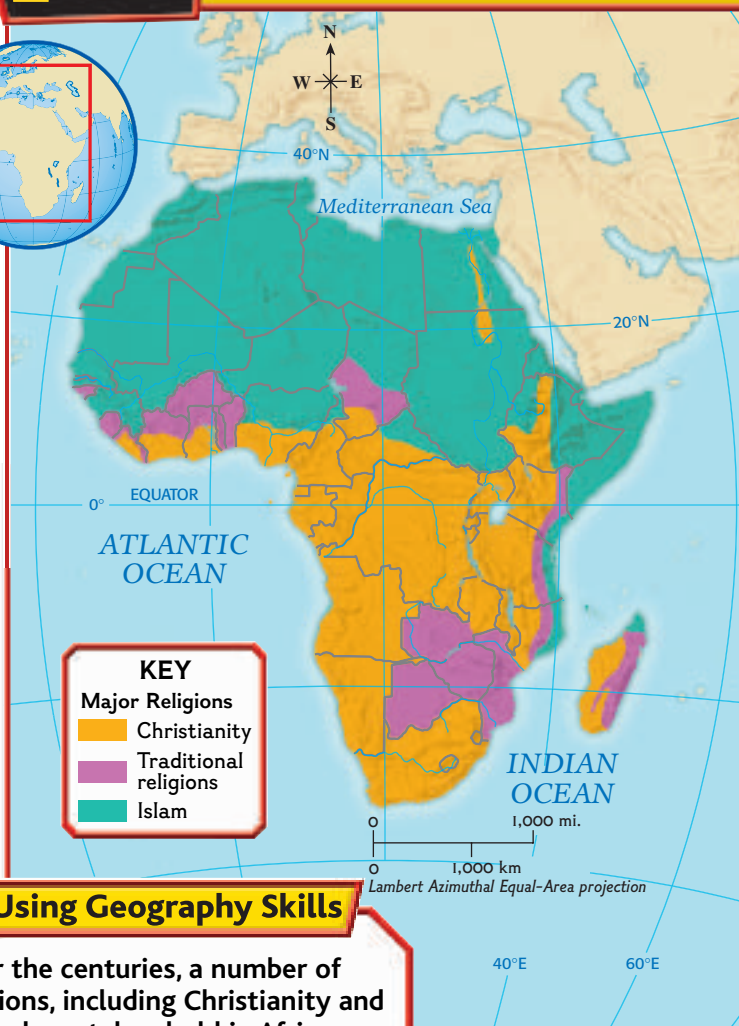 N
W
E
S
40°N
Mediterranean Sea
20°N
0°
EQUATOR
ATLANTIC
OCEAN
KEY
Major Religions
Christianity
Traditional
religions
Islam
INDIAN
OCEAN
0
1,000 mi.
0
1,000 km
Lambert Azimuthal Equal-Area projection
40°E
60°E
Using Geography Skills
the centuries, a number of
including Christianity and